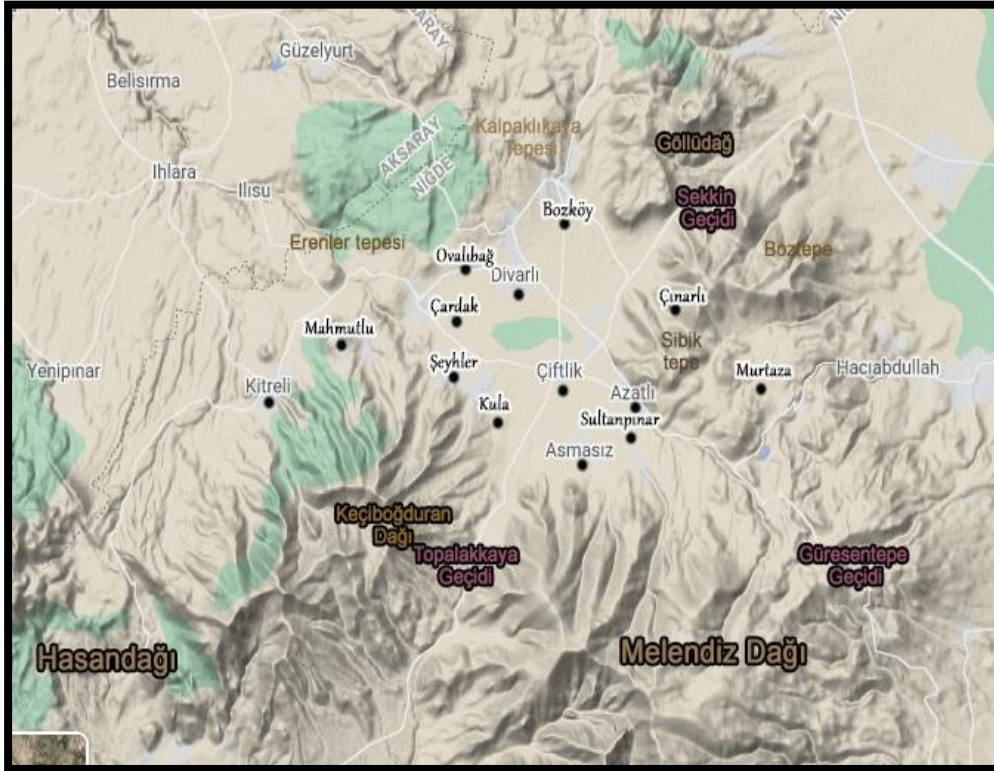 Güzelyurt
AKSARAY
Belisırma
Kalpaklıkaya
Tepesi
Göllüdağ
AKSARAY
NİĞDE
Ihlara
Ilısu
Sekkin
Geçidi
Bozköy
Erenler tepesi
Boztepe
Ovalıbağ
Divarlı
Çınarlı
Çardak
Mahmutlu
Sibik
tepe
Yenipınar
Şeyhler
Çiftlik
Murtaza
Hacıabdullah
Kitreli
Azatlı
Kula
Sultanpınar
Asmasız
Keçiboğduran
Dağı
Topalakkaya
Geçidi
Güresentepe
Geçidi
Hasandağı
Melendiz Dağı